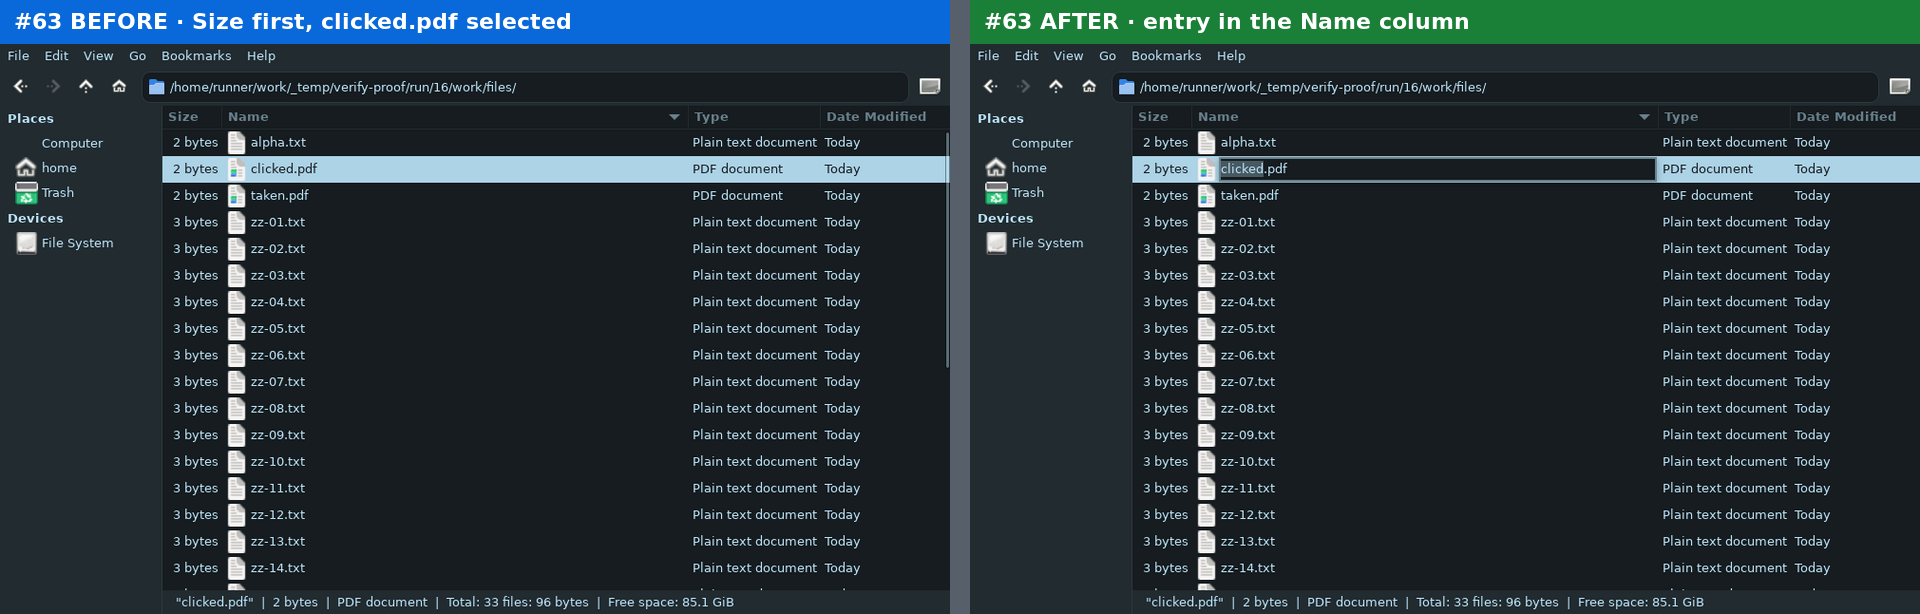 #63 BEFORE · Size first, clicked.pdf selected
File Edit View Go Bookmarks Help
/home/runner/work/_temp/verify-proof/run/16/work/files/
Places
Computer
home
Trash
Devices
File System
Size Name Type Date Modified
2 bytes alpha.txt Plain text document Today
2 bytes clicked.pdf PDF document Today
2 bytes taken.pdf PDF document Today
3 bytes zz-01.txt Plain text document Today
3 bytes zz-02.txt Plain text document Today
3 bytes zz-03.txt Plain text document Today
3 bytes zz-04.txt Plain text document Today
3 bytes zz-05.txt Plain text document Today
3 bytes zz-06.txt Plain text document Today
3 bytes zz-07.txt Plain text document Today
3 bytes zz-08.txt Plain text document Today
3 bytes zz-09.txt Plain text document Today
3 bytes zz-10.txt Plain text document Today
3 bytes zz-11.txt Plain text document Today
3 bytes zz-12.txt Plain text document Today
3 bytes zz-13.txt Plain text document Today
3 bytes zz-14.txt Plain text document Today
"clicked.pdf" | 2 bytes | PDF document | Total: 33 files: 96 bytes | Free space: 85.1 GiB
#63 AFTER · entry in the Name column
File Edit View Go Bookmarks Help
/home/runner/work/_temp/verify-proof/run/16/work/files/
Places
Computer
home
Trash
Devices
File System
Size Name Type Date Modified
2 bytes alpha.txt Plain text document Today
2 bytes clicked.pdf PDF document Today
2 bytes taken.pdf PDF document Today
3 bytes zz-01.txt Plain text document Today
3 bytes zz-02.txt Plain text document Today
3 bytes zz-03.txt Plain text document Today
3 bytes zz-04.txt Plain text document Today
3 bytes zz-05.txt Plain text document Today
3 bytes zz-06.txt Plain text document Today
3 bytes zz-07.txt Plain text document Today
3 bytes zz-08.txt Plain text document Today
3 bytes zz-09.txt Plain text document Today
3 bytes zz-10.txt Plain text document Today
3 bytes zz-11.txt Plain text document Today
3 bytes zz-12.txt Plain text document Today
3 bytes zz-13.txt Plain text document Today
3 bytes zz-14.txt Plain text document Today
"clicked.pdf" | 2 bytes | PDF document | Total: 33 files: 96 bytes | Free space: 85.1 GiB